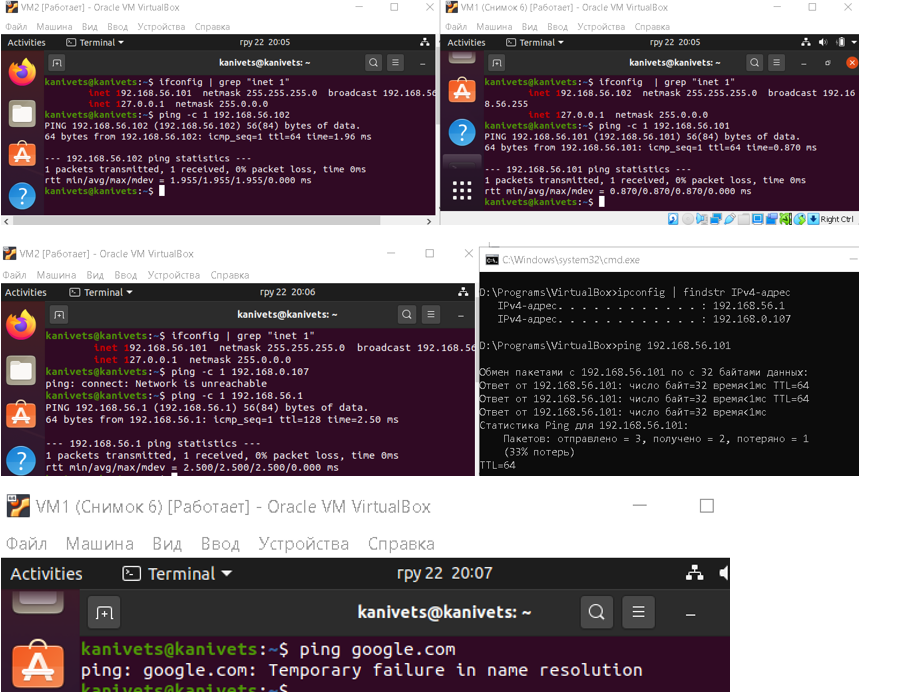 VM2 [Работает] - Oracle VM VirtualBox
Файл Машина Вид Ввод Устройства Справка
Activities Terminal гру 22 20:05
kanivets@kanivets: ~
kanivets@kanivets:~$ ifconfig | grep "inet 1"
inet 192.168.56.101 netmask 255.255.255.0 broadcast 192.168.56
inet 127.0.0.1 netmask 255.0.0.0
kanivets@kanivets:~$ ping -c 1 192.168.56.102
PING 192.168.56.102 (192.168.56.102) 56(84) bytes of data.
64 bytes from 192.168.56.102: icmp_seq=1 ttl=64 time=1.96 ms
--- 192.168.56.102 ping statistics ---
1 packets transmitted, 1 received, 0% packet loss, time 0ms
rtt min/avg/max/mdev = 1.955/1.955/1.955/0.000 ms
kanivets@kanivets:~$
VM1 (Снимок 6) [Работает] - Oracle VM VirtualBox
Файл Машина Вид Ввод Устройства Справка
Activities Terminal гру 22 20:05
kanivets@kanivets: ~
kanivets@kanivets:~$ ifconfig | grep "inet 1"
inet 192.168.56.102 netmask 255.255.255.0 broadcast 192.16
8.56.255
inet 127.0.0.1 netmask 255.0.0.0
kanivets@kanivets:~$ ping -c 1 192.168.56.101
PING 192.168.56.101 (192.168.56.101) 56(84) bytes of data.
64 bytes from 192.168.56.101: icmp_seq=1 ttl=64 time=0.870 ms
--- 192.168.56.101 ping statistics ---
1 packets transmitted, 1 received, 0% packet loss, time 0ms
rtt min/avg/max/mdev = 0.870/0.870/0.870/0.000 ms
kanivets@kanivets:~$
Right Ctrl
VM2 [Работает] - Oracle VM VirtualBox
Файл Машина Вид Ввод Устройства Справка
Activities Terminal гру 22 20:06
kanivets@kanivets: ~
kanivets@kanivets:~$ ifconfig | grep "inet 1"
inet 192.168.56.101 netmask 255.255.255.0 broadcast 192.168.56
inet 127.0.0.1 netmask 255.0.0.0
kanivets@kanivets:~$ ping -c 1 192.168.0.107
ping: connect: Network is unreachable
kanivets@kanivets:~$ ping -c 1 192.168.56.1
PING 192.168.56.1 (192.168.56.1) 56(84) bytes of data.
64 bytes from 192.168.56.1: icmp_seq=1 ttl=128 time=2.50 ms
--- 192.168.56.1 ping statistics ---
1 packets transmitted, 1 received, 0% packet loss, time 0ms
rtt min/avg/max/mdev = 2.500/2.500/2.500/0.000 ms
C:\Windows\system32\cmd.exe
D:\Programs\VirtualBox>ipconfig | findstr IPv4-адрес
IPv4-адрес. . . . . . . . . . . . : 192.168.56.1
IPv4-адрес. . . . . . . . . . . . : 192.168.0.107
D:\Programs\VirtualBox>ping 192.168.56.101
Обмен пакетами с 192.168.56.101 по с 32 байтами данных:
Ответ от 192.168.56.101: число байт=32 время<1мс TTL=64
Ответ от 192.168.56.101: число байт=32 время<1мс TTL=64
Ответ от 192.168.56.101: число байт=32 время<1мс
Статистика Ping для 192.168.56.101:
Пакетов: отправлено = 3, получено = 2, потеряно = 1
(33% потерь)
TTL=64
VM1 (Снимок 6) [Работает] - Oracle VM VirtualBox
Файл Машина Вид Ввод Устройства Справка
Activities Terminal гру 22 20:07
kanivets@kanivets: ~
kanivets@kanivets:~$ ping google.com
ping: google.com: Temporary failure in name resolution
kanivets@kanivets:~$